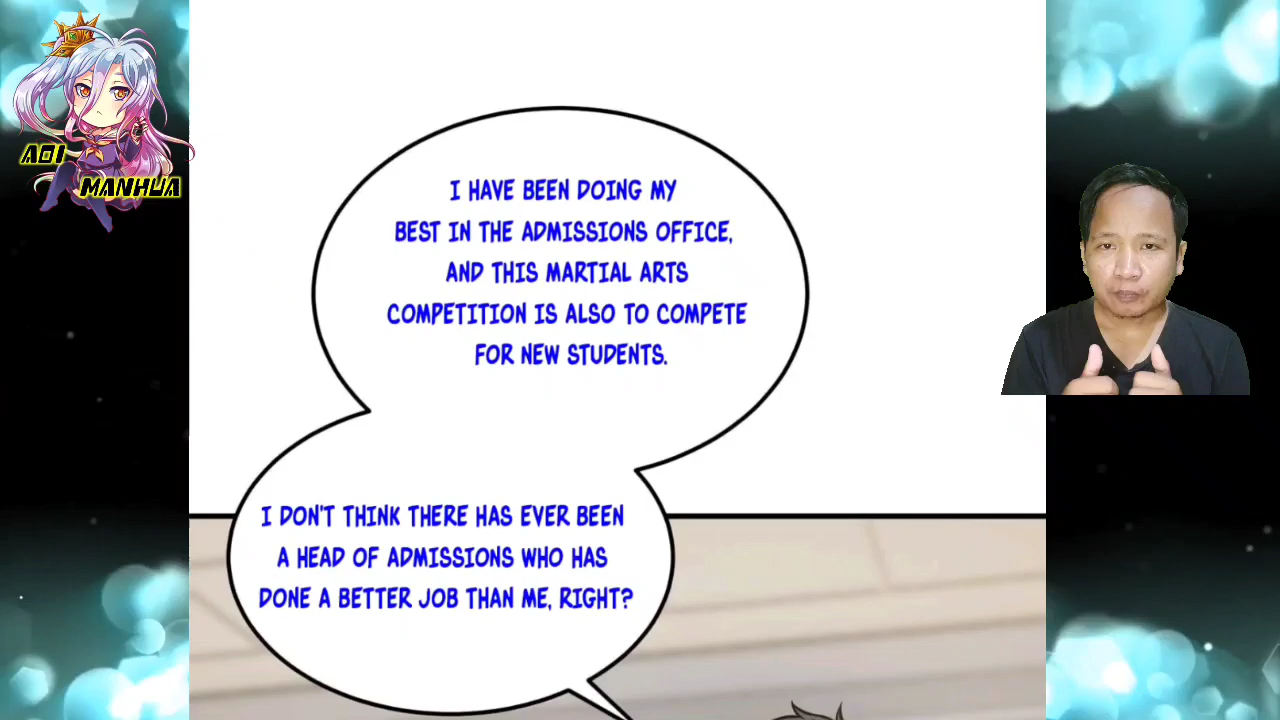 AOI
MANHUA
I HAVE BEEN DOING MY
BEST IN THE ADMISSIONS OFFICE,
AND THIS MARTIAL ARTS
COMPETITION IS ALSO TO COMPETE
FOR NEW STUDENTS.
I DON'T THINK THERE HAS EVER BEEN
A HEAD OF ADMISSIONS WHO HAS
DONE A BETTER JOB THAN ME, RIGHT?